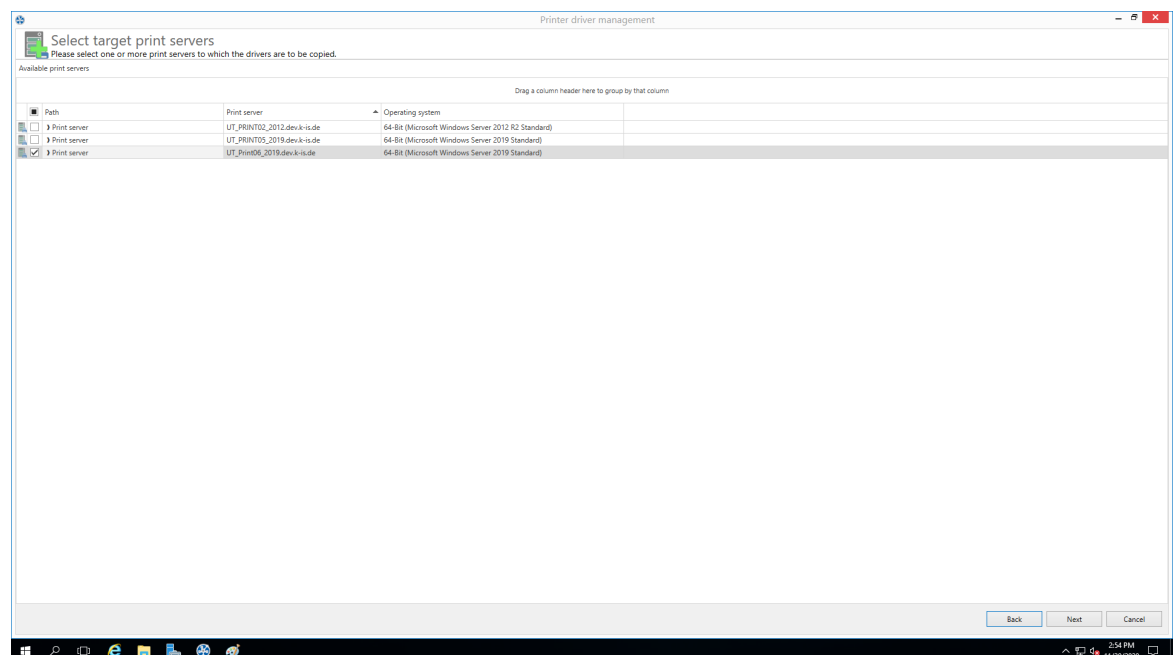 Printer driver management
Select target print servers
Please select one or more print servers to which the drivers are to be copied.
Available print servers
Drag a column header here to group by that column
Path Print server Operating system
Print server UT_PRINT02_2012.dev.k-is.de 64-Bit (Microsoft Windows Server 2012 R2 Standard)
Print server UT_PRINT05_2019.dev.k-is.de 64-Bit (Microsoft Windows Server 2019 Standard)
Print server UT_Print06_2019.dev.k-is.de 64-Bit (Microsoft Windows Server 2019 Standard)
Back Next Cancel
2:54 PM